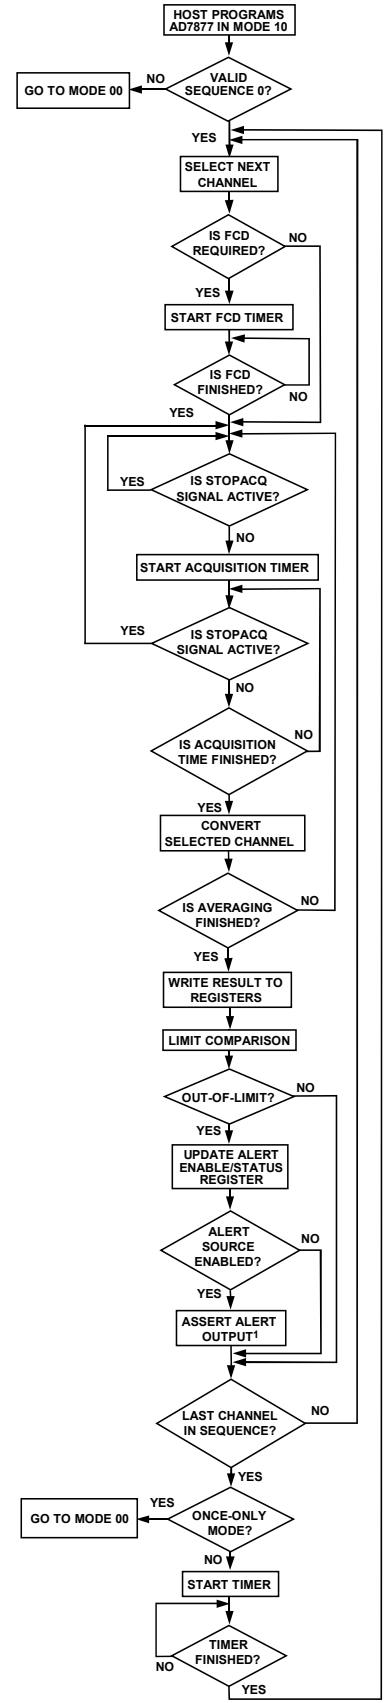 HOST PROGRAMS
AD7877 IN MODE 10
NO
GO TO MODE 00
VALID
SEQUENCE 0?
YES
SELECT NEXT
CHANNEL
IS FCD
REQUIRED?
NO
YES
START FCD TIMER
IS FCD
FINISHED?
NO
YES
YES
IS STOPACQ
SIGNAL ACTIVE?
NO
START ACQUISITION TIMER
YES
IS STOPACQ
SIGNAL ACTIVE?
NO
NO
IS ACQUISITION
TIME FINISHED?
YES
CONVERT
SELECTED CHANNEL
IS AVERAGING
FINISHED?
NO
YES
WRITE RESULT TO
REGISTERS
LIMIT COMPARISON
OUT-OF-LIMIT?
NO
YES
UPDATE ALERT
ENABLE/STATUS
REGISTER
ALERT
SOURCE
ENABLED?
NO
YES
ASSERT ALERT
OUTPUT1
LAST CHANNEL
IN SEQUENCE?
NO
YES
YES
GO TO MODE 00
ONCE-ONLY
MODE?
NO
START TIMER
TIMER
FINISHED?
NO
YES